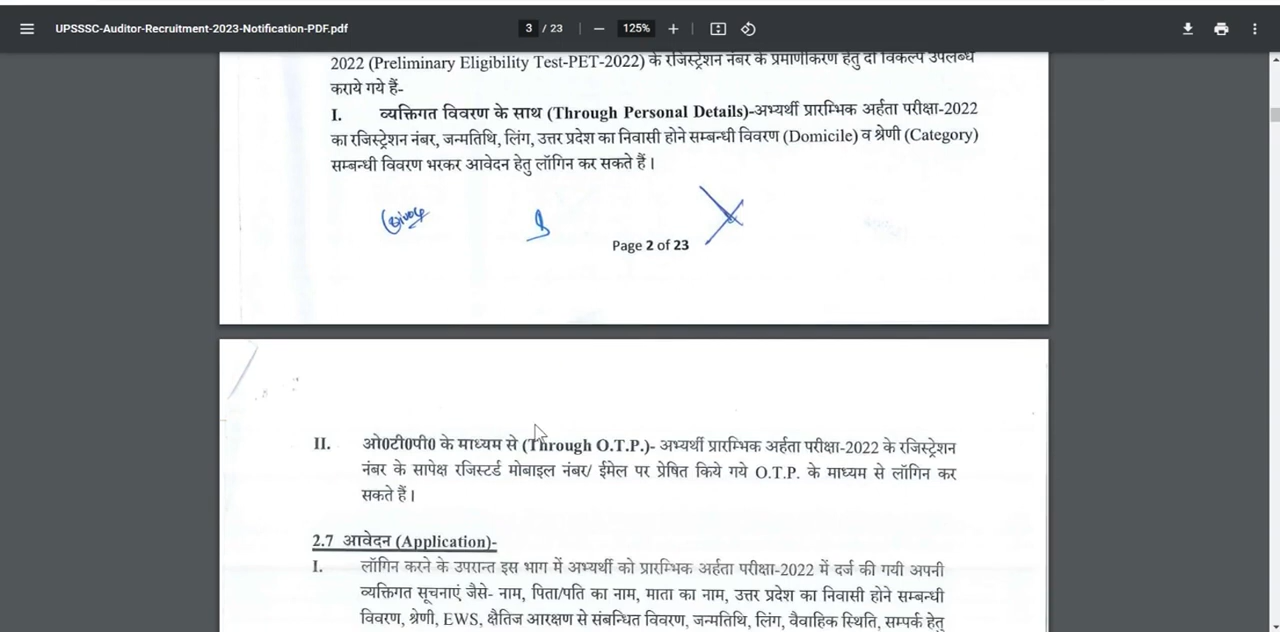 UPSSSC-Auditor-Recruitment-2023-Notification-PDF.pdf
3 / 23
125%
2022 (Preliminary Eligibility Test-PET-2022) के रजिस्ट्रेशन नंबर के प्रमाणीकरण हेतु दो विकल्प उपलब्ध
कराये गये हैं-
I. व्यक्तिगत विवरण के साथ (Through Personal Details)-अभ्यर्थी प्रारम्भिक अर्हता परीक्षा-2022
का रजिस्ट्रेशन नंबर, जन्मतिथि, लिंग, उत्तर प्रदेश का निवासी होने सम्बन्धी विवरण (Domicile) व श्रेणी (Category)
सम्बन्धी विवरण भरकर आवेदन हेतु लॉगिन कर सकते हैं।
Page 2 of 23
II. ओ0टी0पी0 के माध्यम से (Through O.T.P.)- अभ्यर्थी प्रारम्भिक अर्हता परीक्षा-2022 के रजिस्ट्रेशन
नंबर के सापेक्ष रजिस्टर्ड मोबाइल नंबर/ ईमेल पर प्रेषित किये गये O.T.P. के माध्यम से लॉगिन कर
सकते हैं।
2.7 आवेदन (Application)-
I. लॉगिन करने के उपरान्त इस भाग में अभ्यर्थी को प्रारम्भिक अर्हता परीक्षा-2022 में दर्ज की गयी अपनी
व्यक्तिगत सूचनाएं जैसे- नाम, पिता/पति का नाम, माता का नाम, उत्तर प्रदेश का निवासी होने सम्बन्धी
विवरण, श्रेणी, EWS, क्षैतिज आरक्षण से संबन्धित विवरण, जन्मतिथि, लिंग, वैवाहिक स्थिति, सम्पर्क हेतु